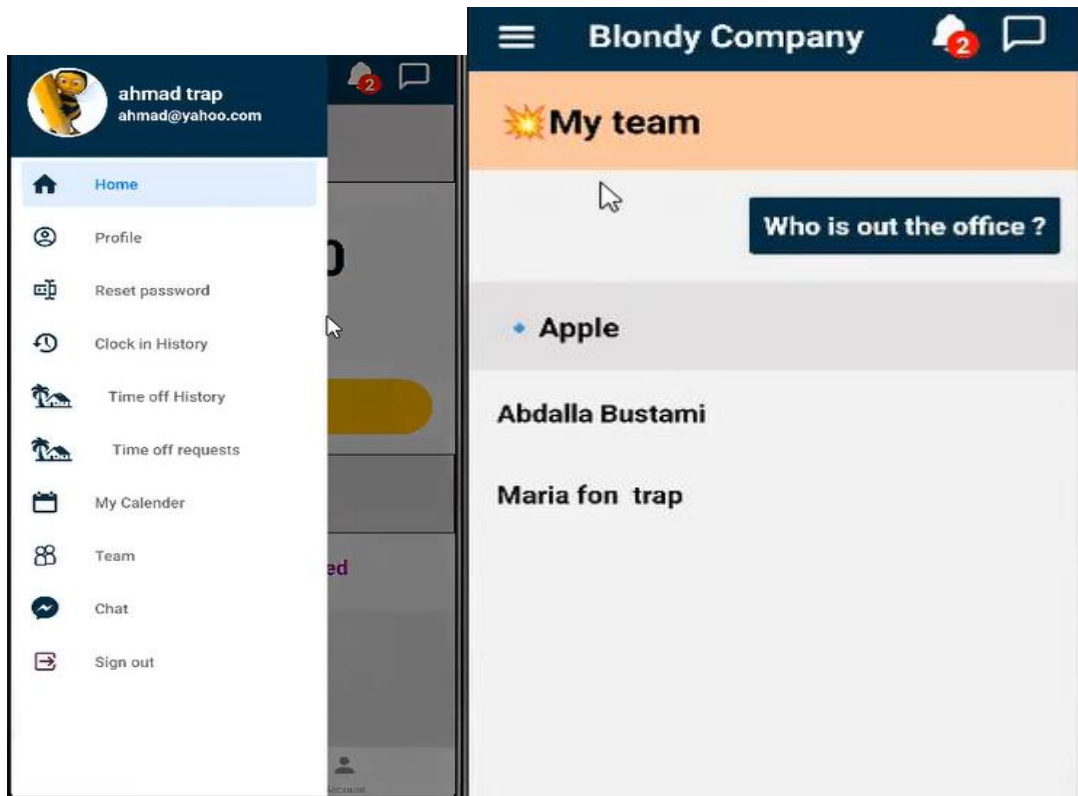 ahmad trap
ahmad@yahoo.com
2
Home
Profile
Reset password
Clock in History
Time off History
Time off requests
My Calender
Team
Chat
Sign out
ed
Blondy Company
2
💥My team
Who is out the office ?
🔹 Apple
Abdalla Bustami
Maria fon trap